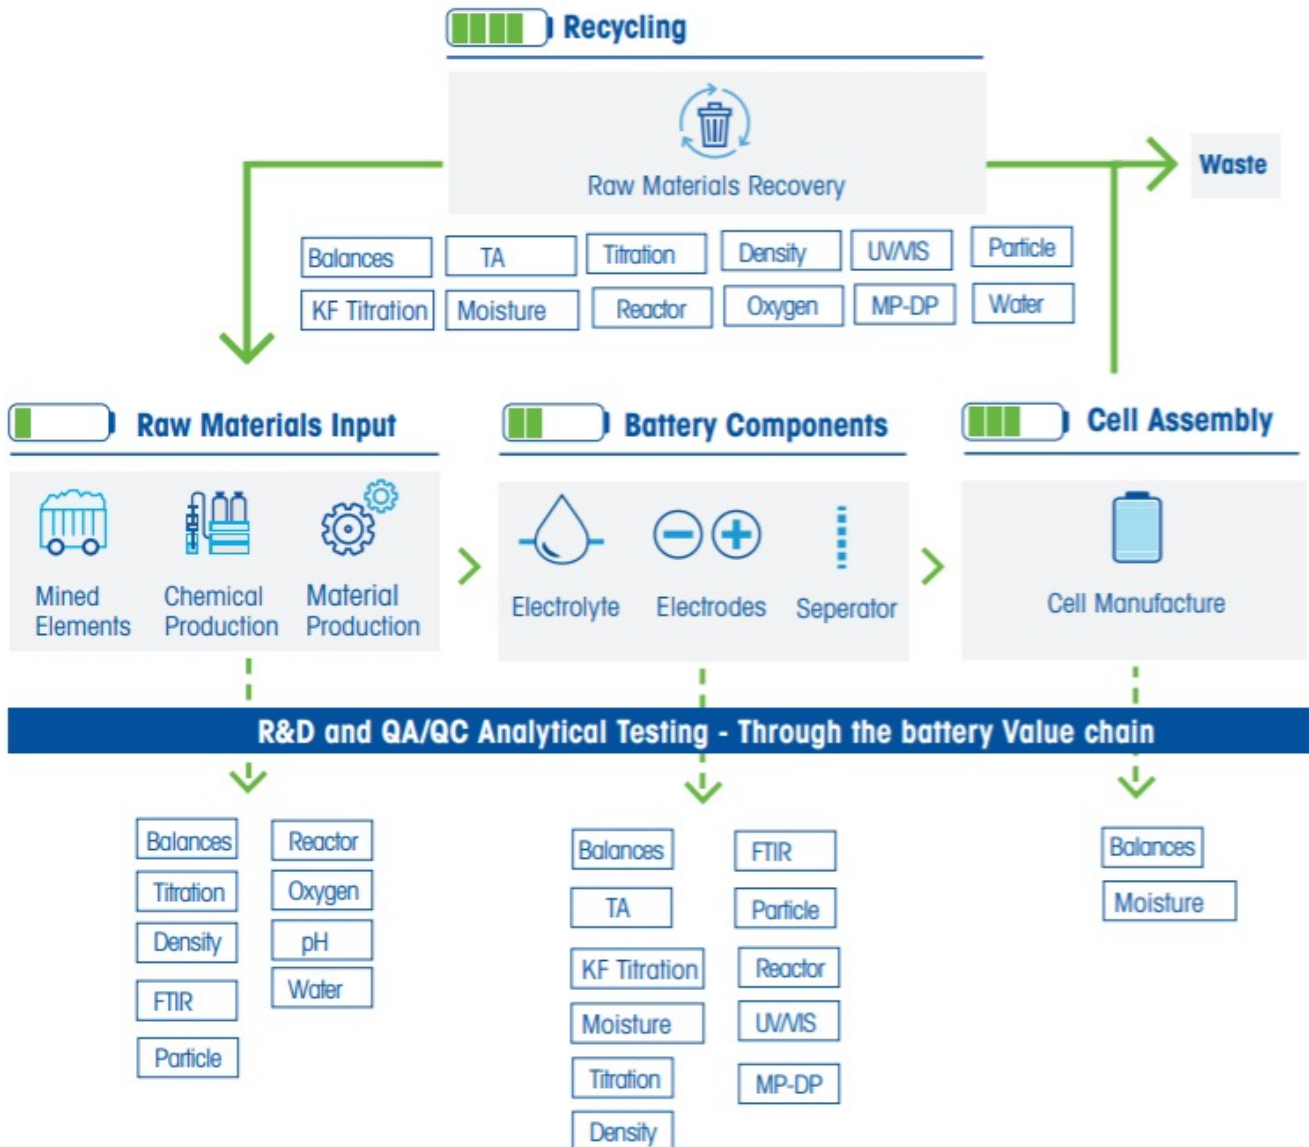 Recycling
Raw Materials Recovery
Waste
Balances
TA
Titration
Density
UV/VIS
Particle
KF Titration
Moisture
Reactor
Oxygen
MP-DP
Water
Raw Materials Input
Battery Components
Cell Assembly
Mined
Elements
Chemical
Production
Material
Production
Electrolyte
Electrodes
Seperator
Cell Manufacture
R&D and QA/QC Analytical Testing - Through the battery Value chain
Balances
Reactor
Titration
Oxygen
Density
pH
FTIR
Water
Particle
Balances
FTIR
TA
Particle
KF Titration
Reactor
Moisture
UV/VIS
Titration
MP-DP
Density
Balances
Moisture